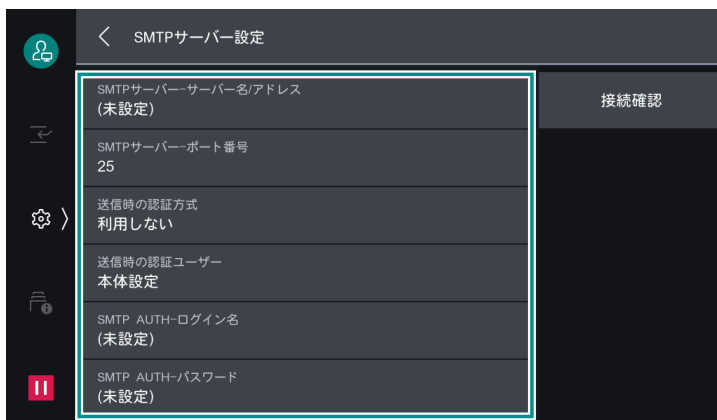 SMTPサーバー設定
SMTPサーバー-サーバー名/アドレス
(未設定)
接続確認
SMTPサーバー-ポート番号
25
送信時の認証方式
利用しない
送信時の認証ユーザー
本体設定
SMTP AUTH-ログイン名
(未設定)
SMTP AUTH-パスワード
(未設定)